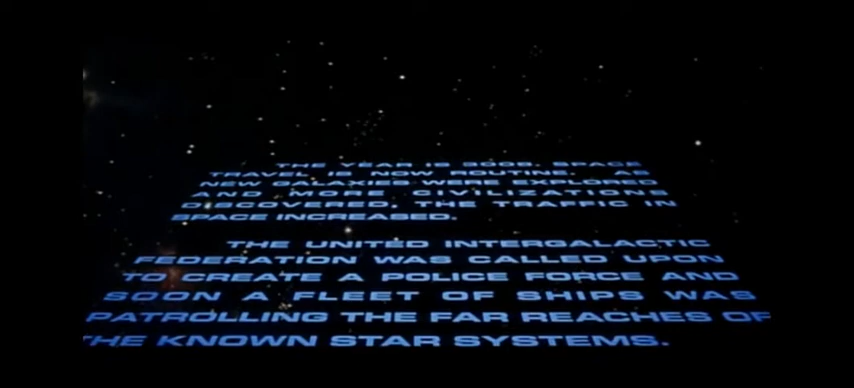 THE YEAR IS 3008. SPACE
TRAVEL IS NOW ROUTINE. AS
NEW GALAXIES WERE EXPLORED
AND MORE CIVILIZATIONS
DISCOVERED, THE TRAFFIC IN
SPACE INCREASED.
THE UNITED INTERGALACTIC
FEDERATION WAS CALLED UPON
TO CREATE A POLICE FORCE AND
SOON A FLEET OF SHIPS WAS
PATROLLING THE FAR REACHES OF
THE KNOWN STAR SYSTEMS.